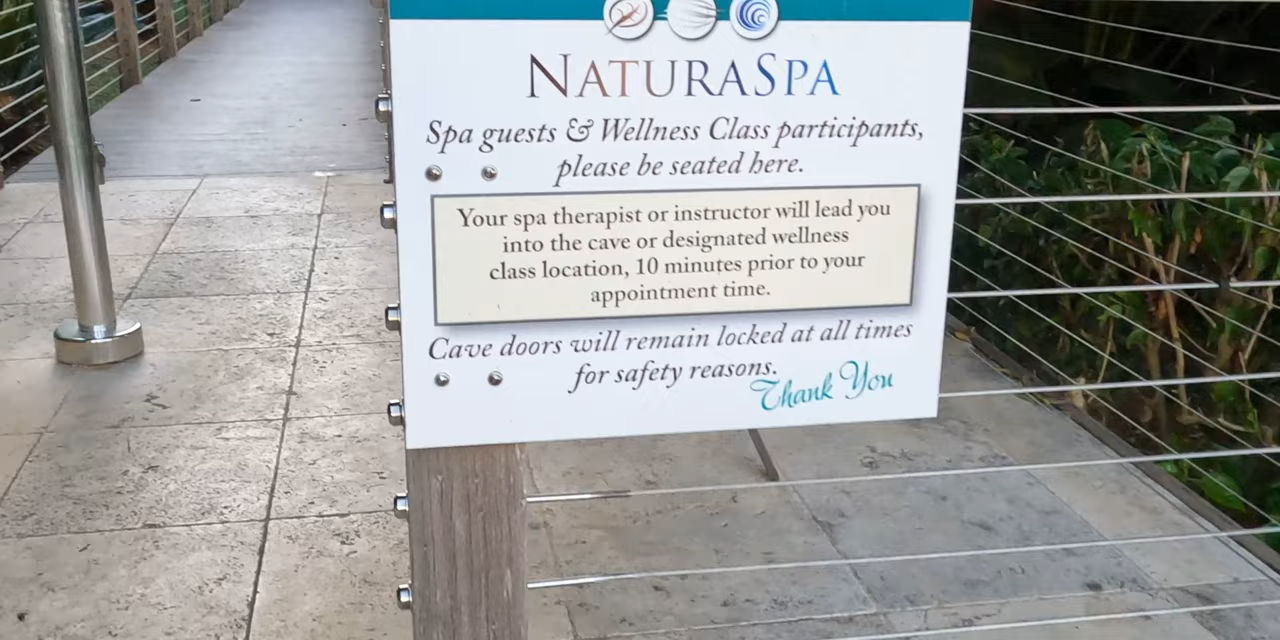 NATURASPA
Spa guests & Wellness Class participants,
please be seated here.
Your spa therapist or instructor will lead you
into the cave or designated wellness
class location, 10 minutes prior to your
appointment time.
Cave doors will remain locked at all times
for safety reasons.
Thank You